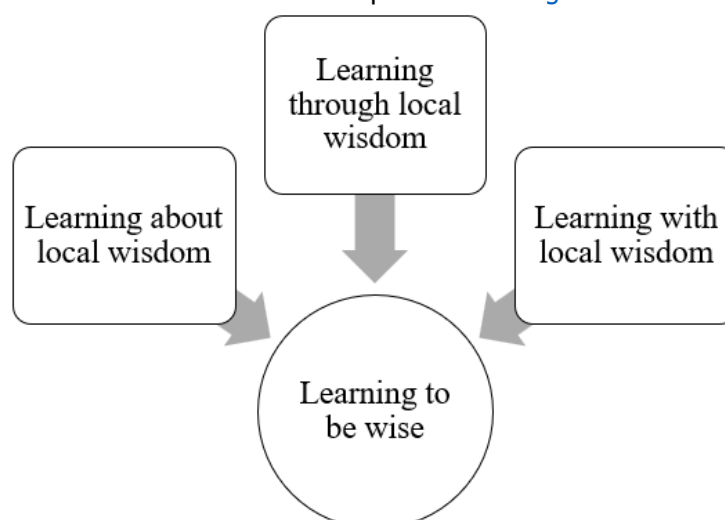 Learning
through local
wisdom
Learning about
local wisdom
Learning with
local wisdom
Learning to
be wise